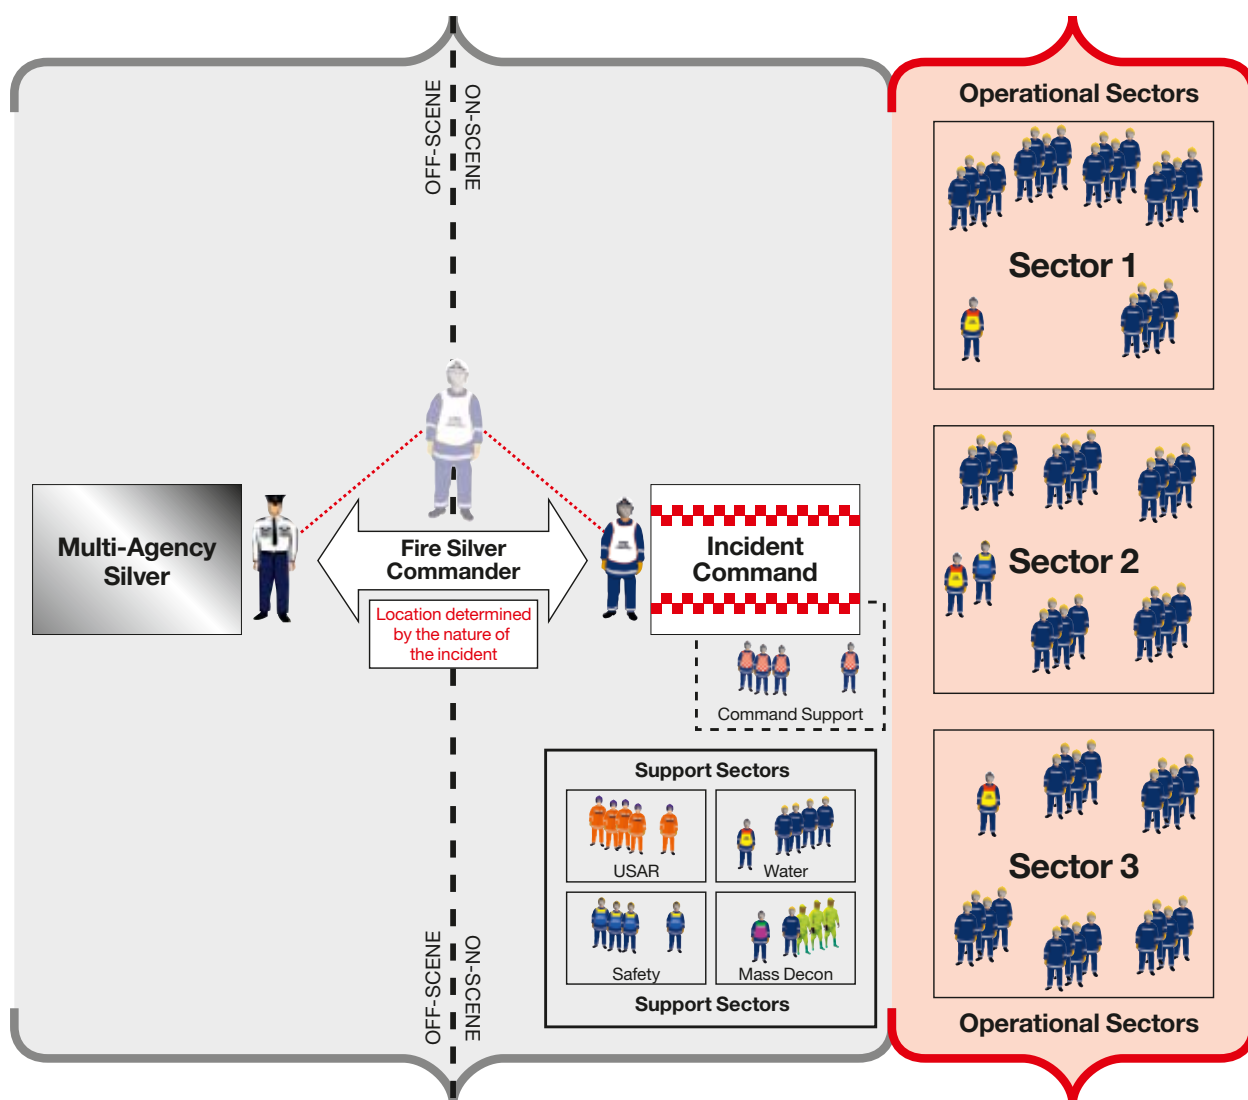 OFF-SCENE
ON-SCENE
Operational Sectors
Sector 1
Multi-Agency
Silver
Fire Silver
Commander
Location determined
by the nature of
the incident
Incident
Command
Command Support
Sector 2
Support Sectors
USAR
Water
Safety
Mass Decon
Support Sectors
Sector 3
OFF-SCENE
ON-SCENE
Operational Sectors